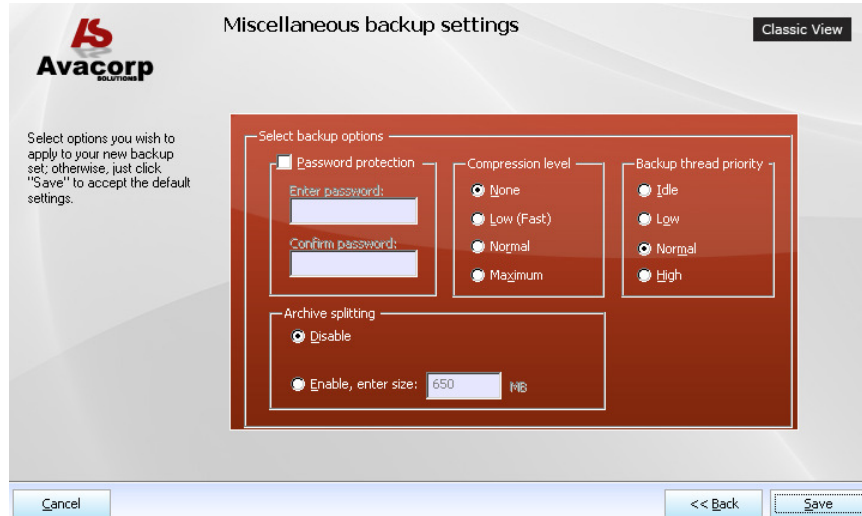 AS
Avacorp
SOLUTIONS
Miscellaneous backup settings
Classic View
Select options you wish to
apply to your new backup
set; otherwise, just click
"Save" to accept the default
settings.
Select backup options
Password protection
Enter password:
Confirm password:
Compression level
None
Low (Fast)
Normal
Maximum
Backup thread priority
Idle
Low
Normal
High
Archive splitting
Disable
Enable, enter size: 650 MB
Cancel
<< Back
Save